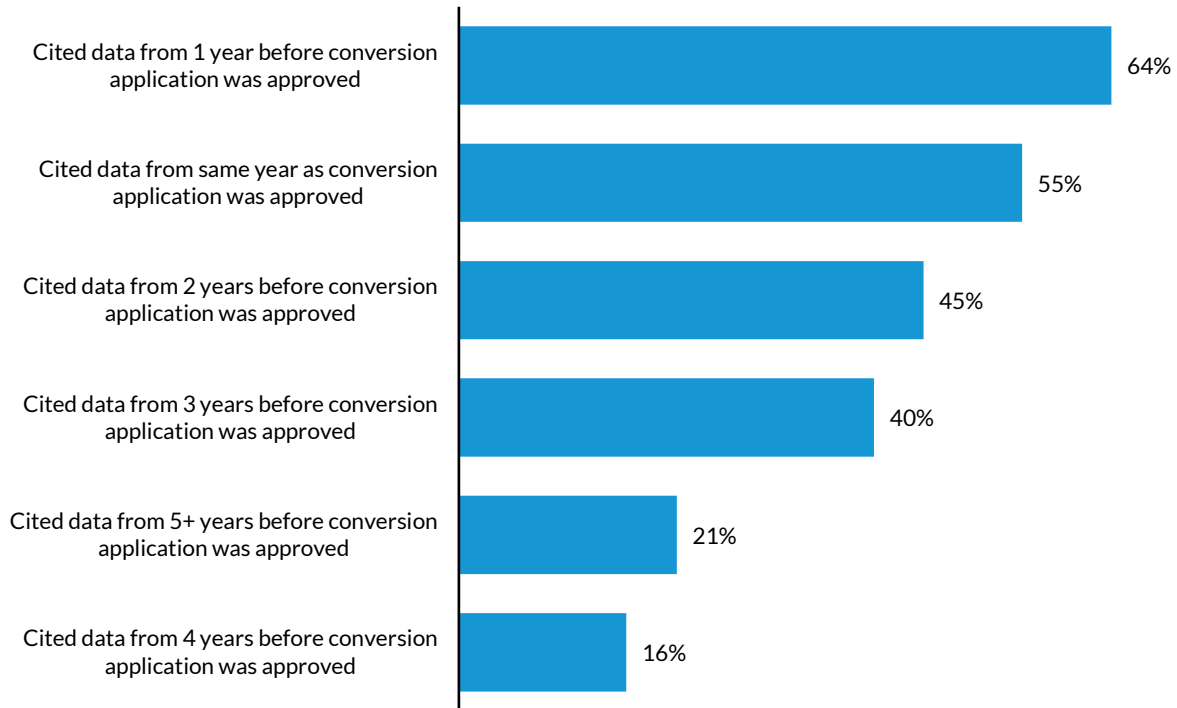 Cited data from 1 year before conversion
application was approved
64%
Cited data from same year as conversion
application was approved
55%
Cited data from 2 years before conversion
application was approved
45%
Cited data from 3 years before conversion
application was approved
40%
Cited data from 5+ years before conversion
application was approved
21%
Cited data from 4 years before conversion
application was approved
16%